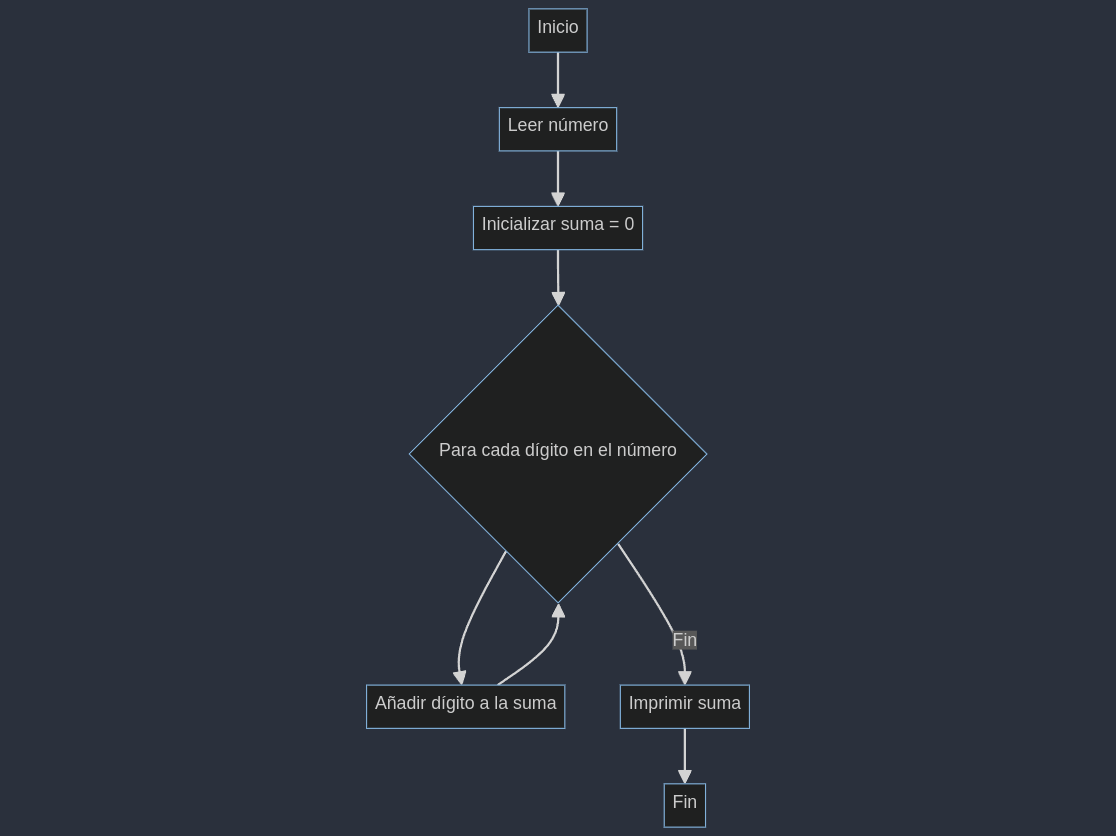 Inicio
Leer número
Inicializar suma = 0
Para cada dígito en el número
Fin
Añadir dígito a la suma
Imprimir suma
Fin